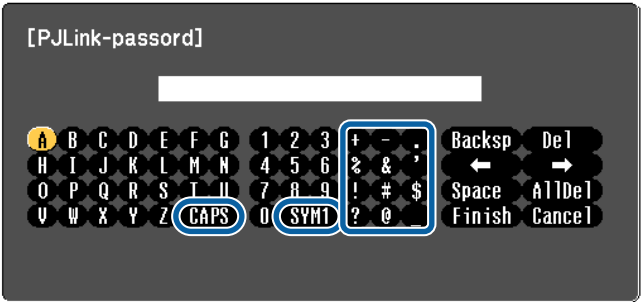 [PJLink-passord]
A B C D E F G 1 2 3 + - . Backsp Del
H I J K L M N 4 5 6 % & ' ← →
O P Q R S T U 7 8 9 ! # $ Space AllDel
V W X Y Z CAPS 0 SYM1 ? @ _ Finish Cancel